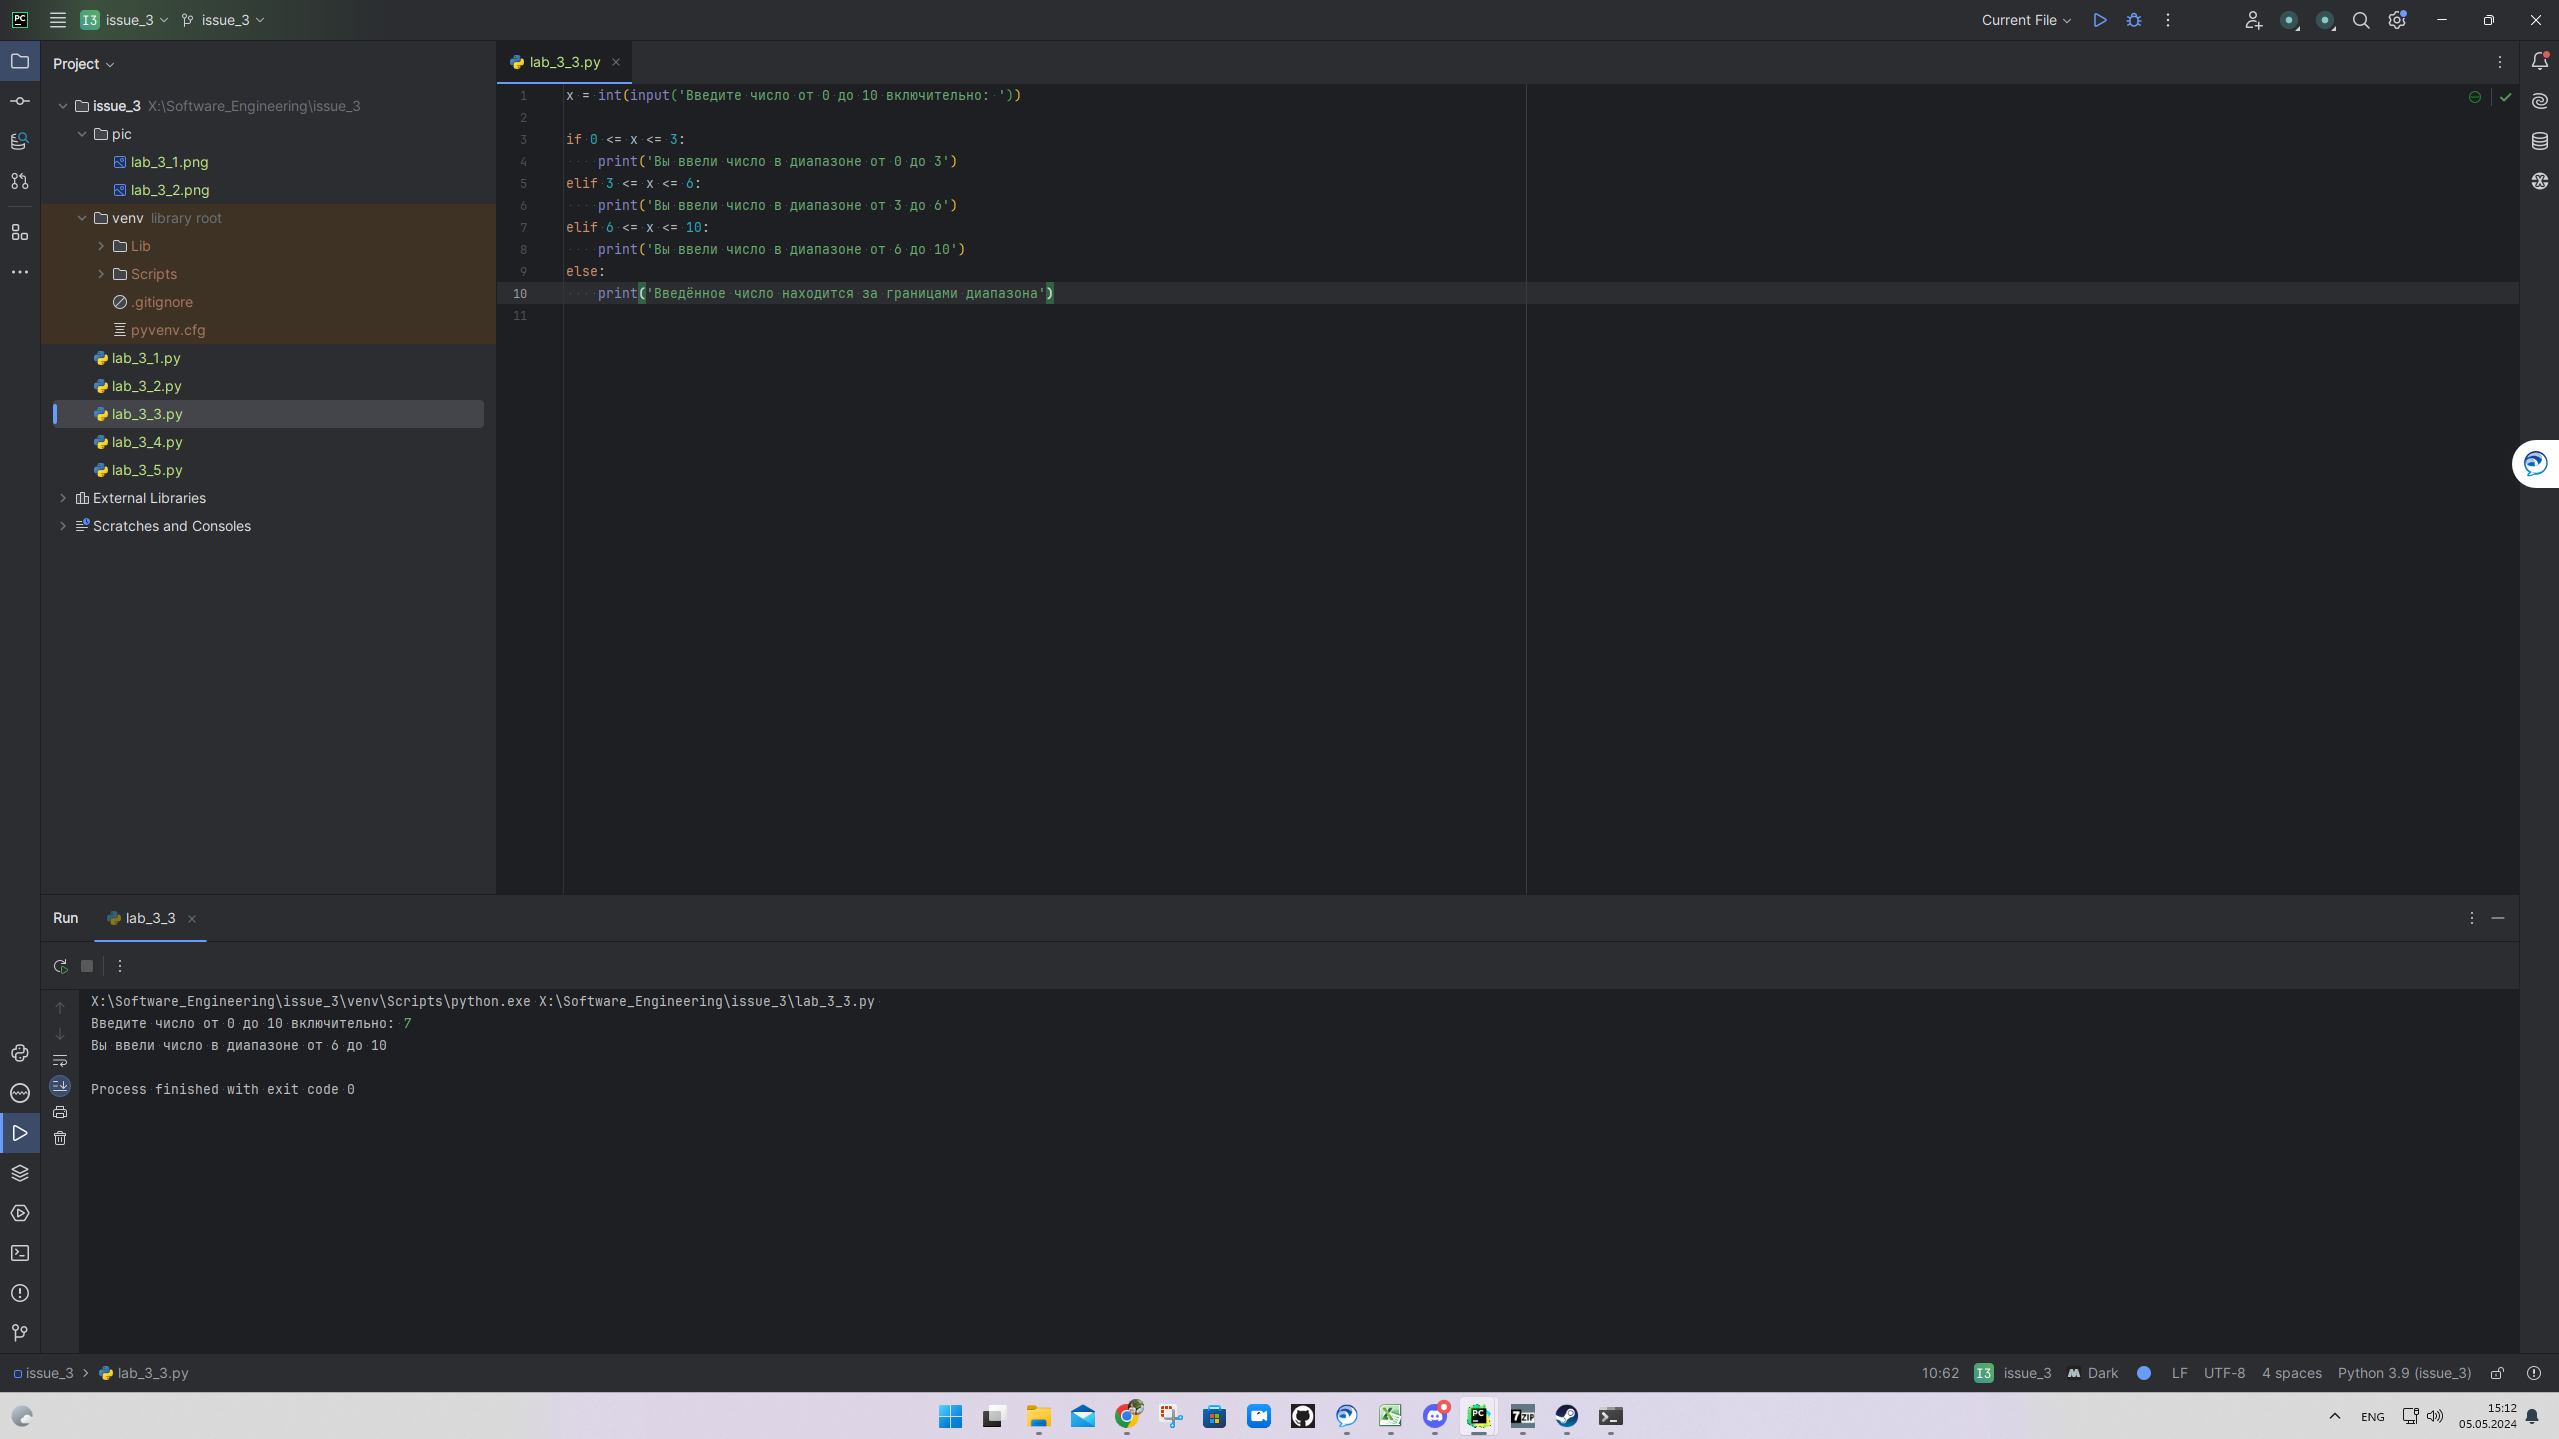 PC I3 issue_3 issue_3 Current File
Project
issue_3 X:\Software_Engineering\issue_3
pic
lab_3_1.png
lab_3_2.png
venv library root
Lib
Scripts
.gitignore
pyvenv.cfg
lab_3_1.py
lab_3_2.py
lab_3_3.py
lab_3_4.py
lab_3_5.py
External Libraries
Scratches and Consoles
lab_3_3.py
1 x = int(input('Введите число от 0 до 10 включительно: '))
2
3 if 0 <= x <= 3:
4     print('Вы ввели число в диапазоне от 0 до 3')
5 elif 3 <= x <= 6:
6     print('Вы ввели число в диапазоне от 3 до 6')
7 elif 6 <= x <= 10:
8     print('Вы ввели число в диапазоне от 6 до 10')
9 else:
10     print('Введённое число находится за границами диапазона')
11
Run lab_3_3
X:\Software_Engineering\issue_3\venv\Scripts\python.exe X:\Software_Engineering\issue_3\lab_3_3.py
Введите число от 0 до 10 включительно: 7
Вы ввели число в диапазоне от 6 до 10
Process finished with exit code 0
issue_3 > lab_3_3.py 10:62 I3 issue_3 Dark LF UTF-8 4 spaces Python 3.9 (issue_3)
PC 7ZIP ENG 15:12
05.05.2024